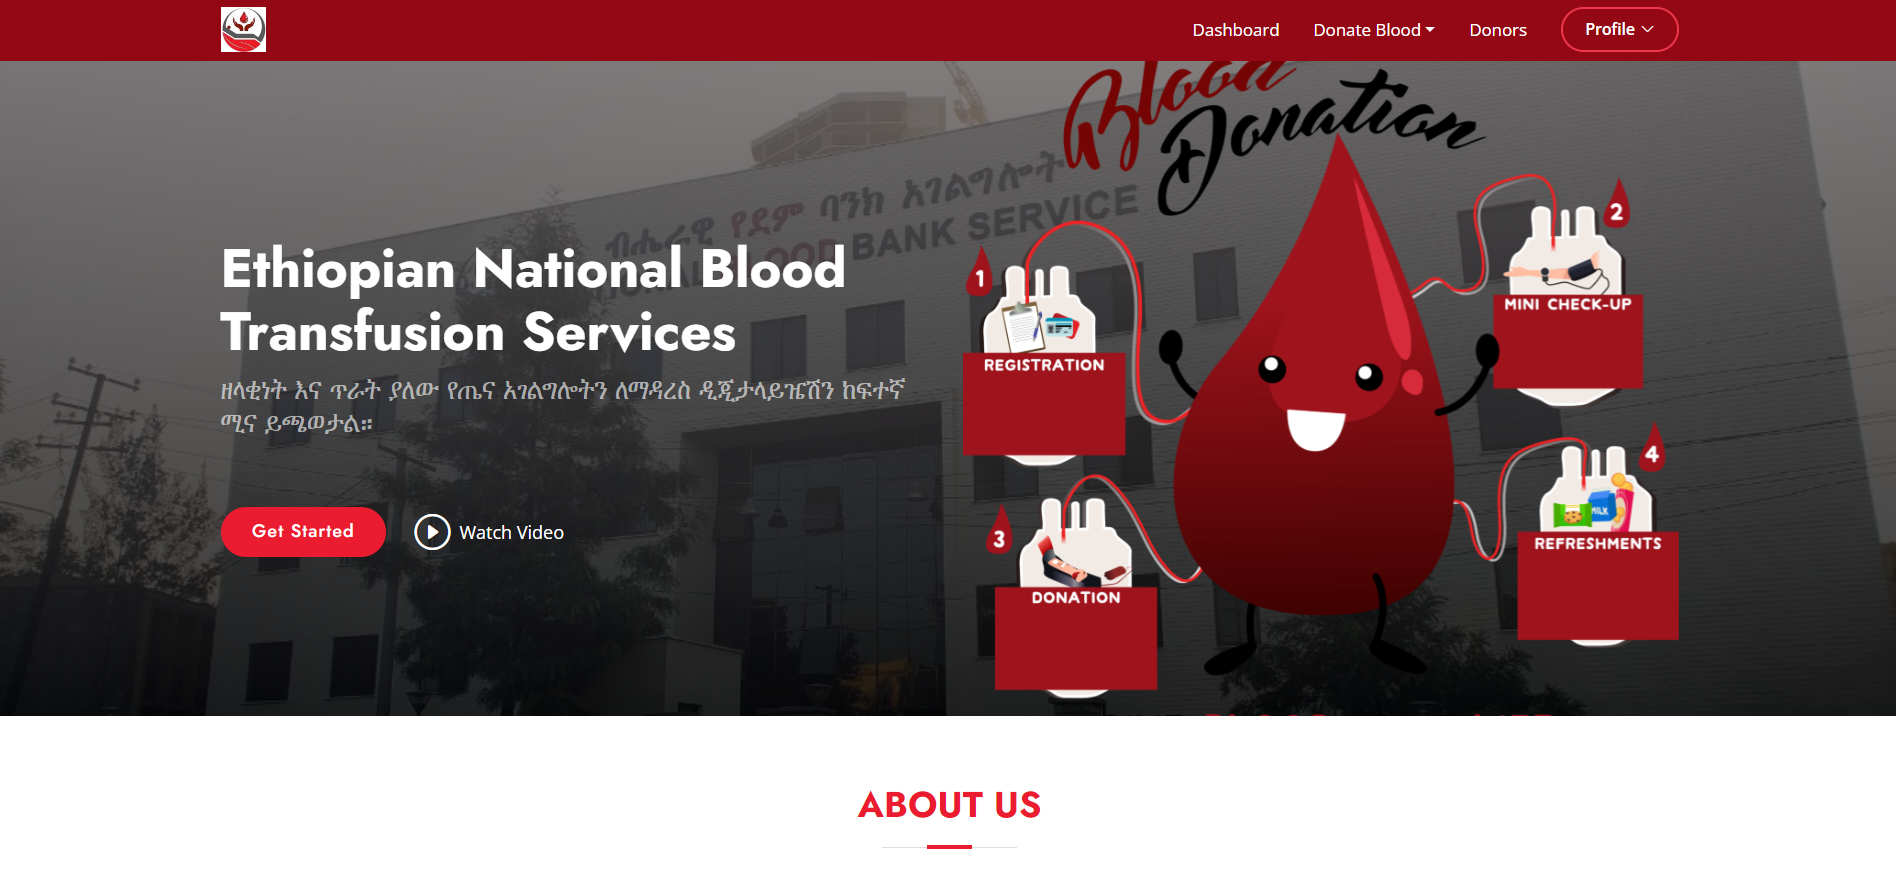 Dashboard
Donate Blood
Donors
Profile
Blood
Donation
ብሔራዊ የደም ባንክ አገልግሎት
BLOOD BANK SERVICE
Ethiopian National Blood
Transfusion Services
ዘላቂነት እና ጥራት ያለው የጤና አገልግሎትን ለማዳረስ ዲጂታላይዤሽን ከፍተኛ
ሚና ይጫወታል።
Get Started
Watch Video
1
REGISTRATION
2
MINI CHECK-UP
3
DONATION
4
MILK
REFRESHMENTS
ABOUT US